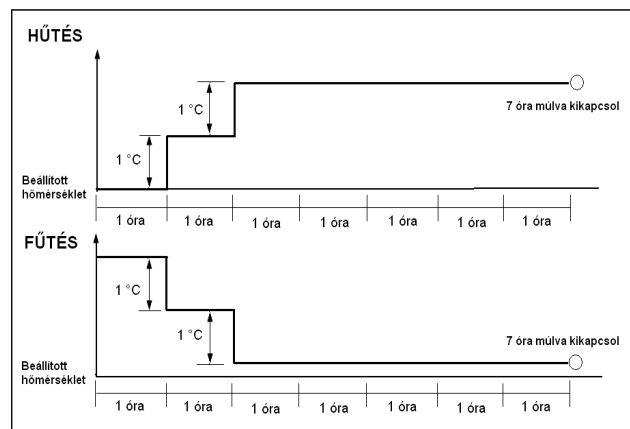 HŰTÉS
1 °C
7 óra múlva kikapcsol
1 °C
Beállított
hőmérséklet
1 óra 1 óra 1 óra 1 óra 1 óra 1 óra 1 óra
FŰTÉS
1 °C
1 °C
7 óra múlva kikapcsol
Beállított
hőmérséklet
1 óra 1 óra 1 óra 1 óra 1 óra 1 óra 1 óra